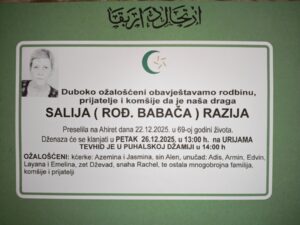 Duboko ožalošćeni obavještavamo rodbinu,
prijatelje i komšije da je naša draga
SALIJA ( ROĐ. BABAČA ) RAZIJA
Preselila na Ahiret dana 22.12.2025. u 69-oj godini života.
Dženaza će se klanjati u PETAK 26.12.2025. u 13:00 h. na URIJAMA
TEVHID JE U PUHALSKOJ DŽAMIJI u 14:00 h
OŽALOŠĆENI: kćerke: Azemina i Jasmina, sin Alen, unučad: Adis, Armin, Edvin,
Layana i Emelina, zet Dževad, snaha Rachel, te ostala mnogobrojna familija,
komšije i prijatelji